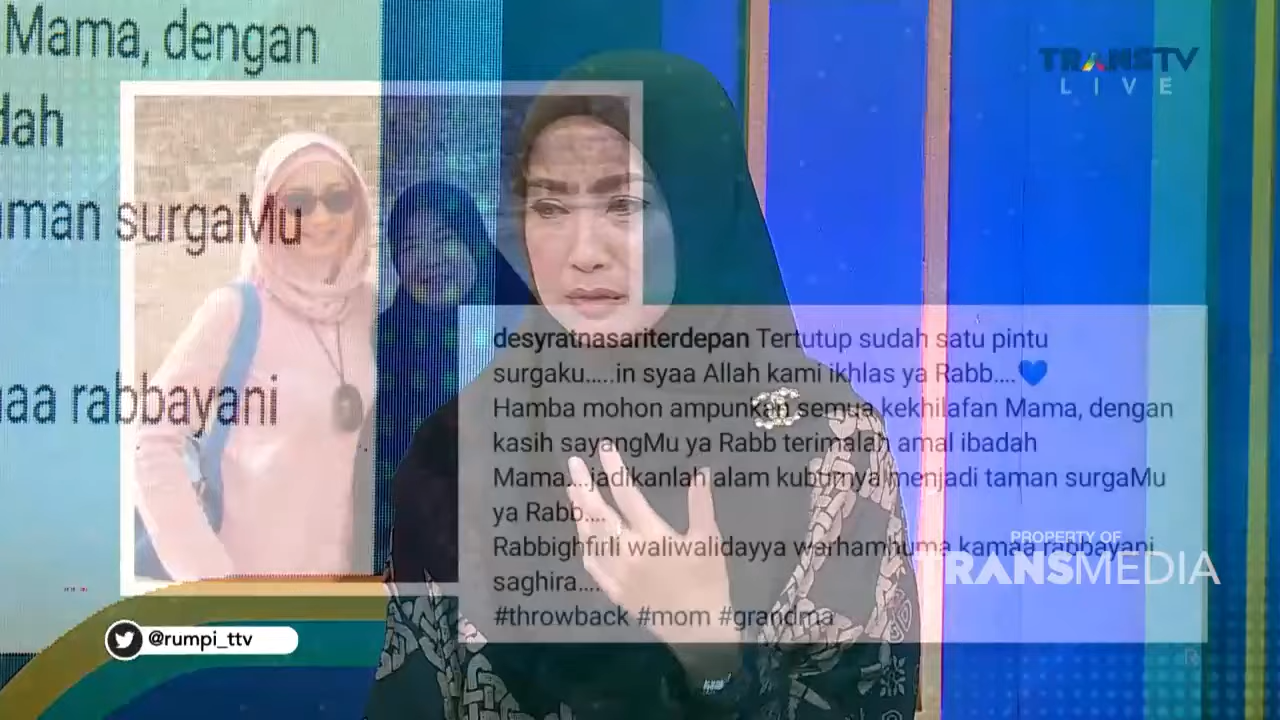 Mama, dengan
dah
aman surgaMu
aa rabbayani
TRANSTV
LIVE
desyratnasariterdepan Tertutup sudah satu pintu
surgaku.....in syaa Allah kami ikhlas ya Rabb....💙
Hamba mohon ampunkan semua kekhilafan Mama, dengan
kasih sayangMu ya Rabb terimalah amal ibadah
Mama....jadikanlah alam kuburnya menjadi taman surgaMu
ya Rabb....
Rabbighfirli waliwalidayya warhamhuma kamaa rabbayani
saghira....
#throwback #mom #grandma
PROPERTY OF
TRANSMEDIA
@rumpi_ttv